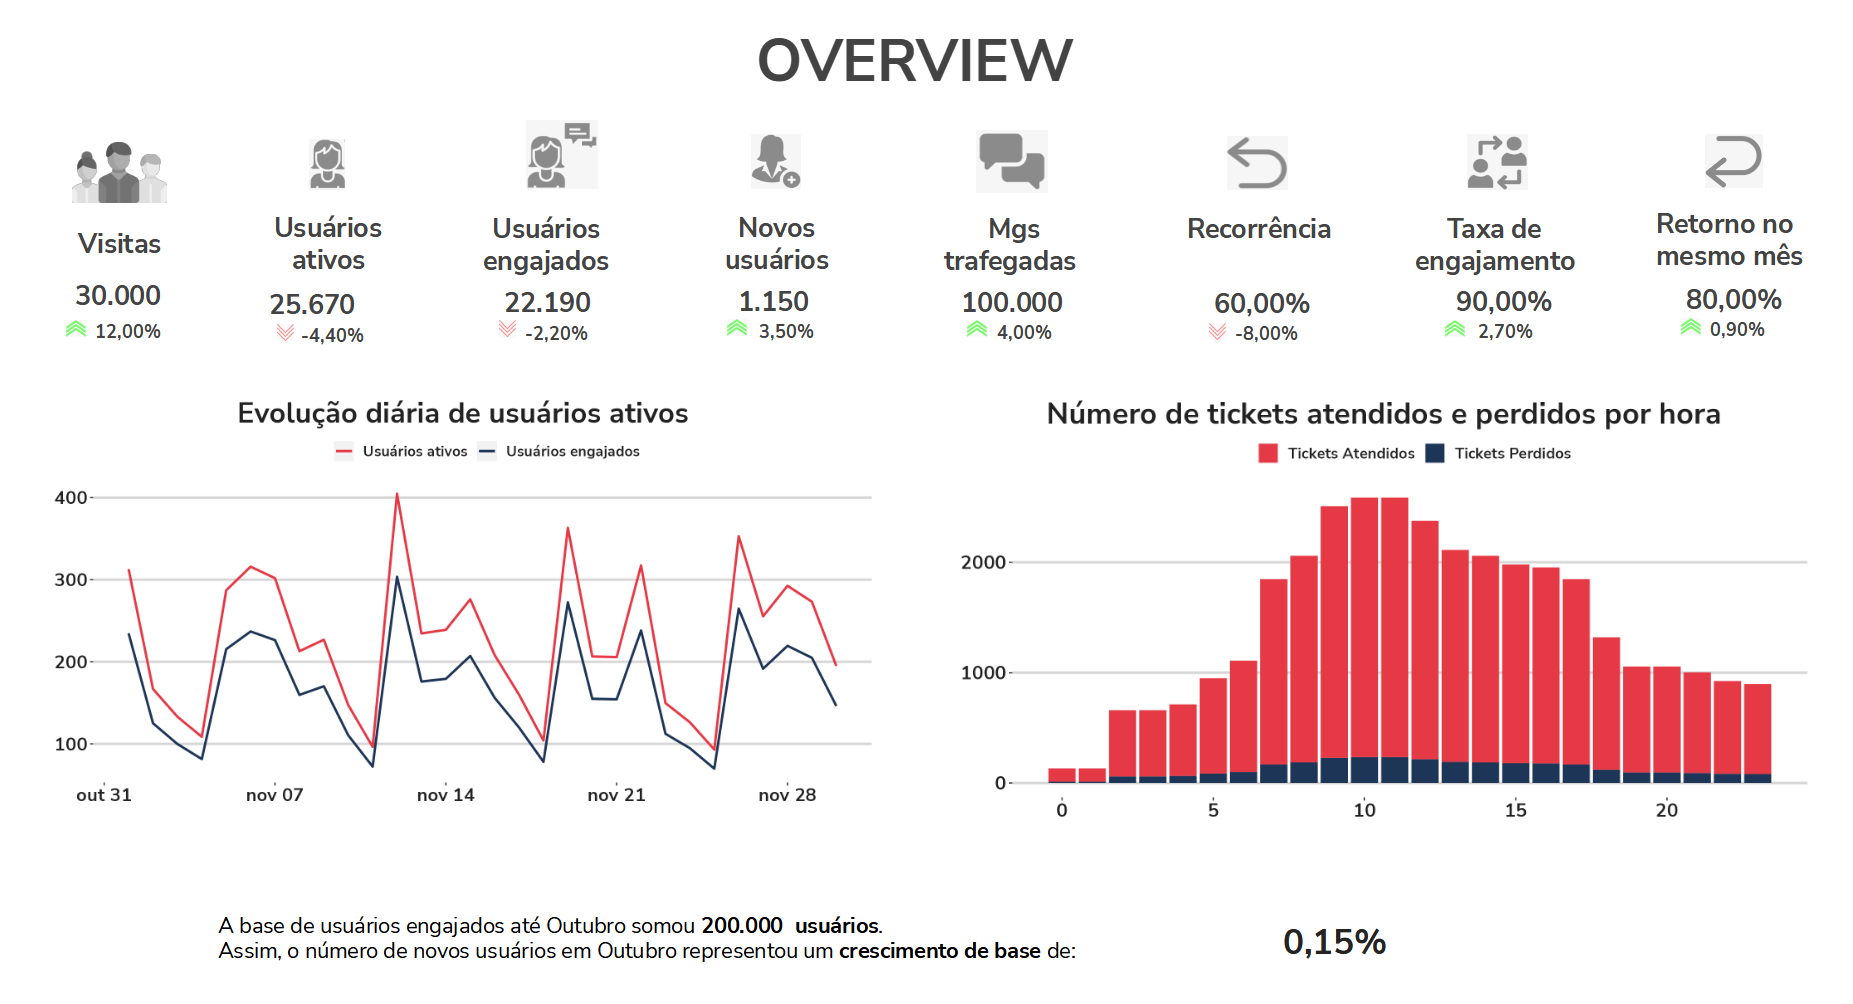 OVERVIEW
Visitas
30.000
12,00%
Usuários
ativos
25.670
-4,40%
Usuários
engajados
22.190
-2,20%
Novos
usuários
1.150
3,50%
Mgs
trafegadas
100.000
4,00%
Recorrência
60,00%
-8,00%
Taxa de
engajamento
90,00%
2,70%
Retorno no
mesmo mês
80,00%
0,90%
Evolução diária de usuários ativos
Usuários ativos Usuários engajados
400
300
200
100
out 31 nov 07 nov 14 nov 21 nov 28
Número de tickets atendidos e perdidos por hora
Tickets Atendidos Tickets Perdidos
2000
1000
0
0 5 10 15 20
A base de usuários engajados até Outubro somou 200.000 usuários.
Assim, o número de novos usuários em Outubro representou um crescimento de base de:
0,15%